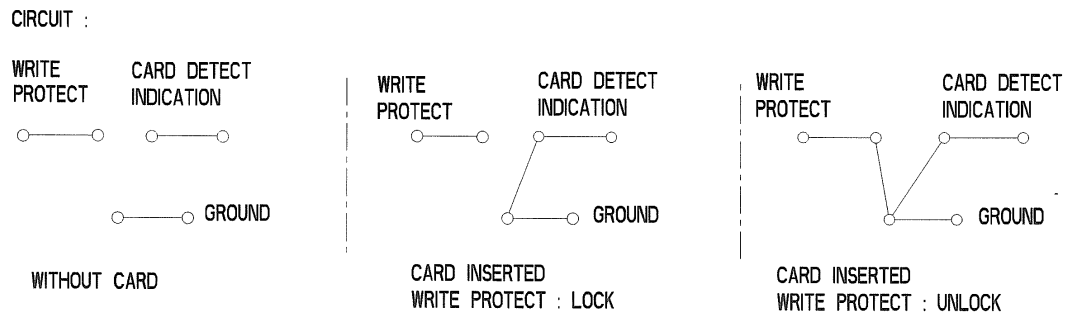 CIRCUIT :
WRITE
PROTECT
CARD DETECT
INDICATION
GROUND
WITHOUT CARD
WRITE
PROTECT
CARD DETECT
INDICATION
GROUND
CARD INSERTED
WRITE PROTECT : LOCK
WRITE
PROTECT
CARD DETECT
INDICATION
GROUND
CARD INSERTED
WRITE PROTECT : UNLOCK